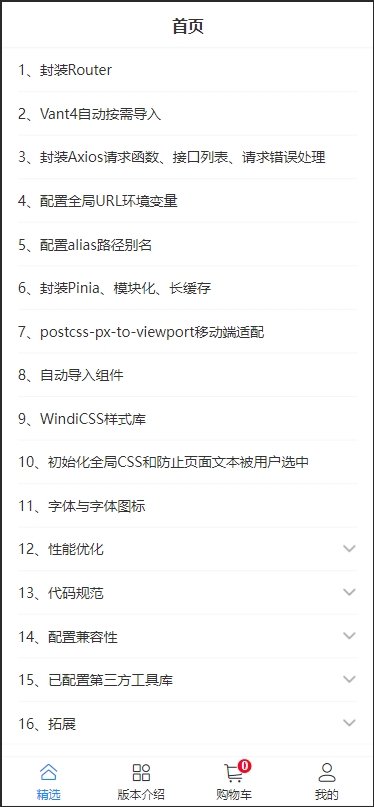 首页
1、封装Router
2、Vant4自动按需导入
3、封装Axios请求函数、接口列表、请求错误处理
4、配置全局URL环境变量
5、配置alias路径别名
6、封装Pinia、模块化、长缓存
7、postcss-px-to-viewport移动端适配
8、自动导入组件
9、WindiCSS样式库
10、初始化全局CSS和防止页面文本被用户选中
11、字体与字体图标
12、性能优化
13、代码规范
14、配置兼容性
15、已配置第三方工具库
16、拓展
0
精选 版本介绍 购物车 我的